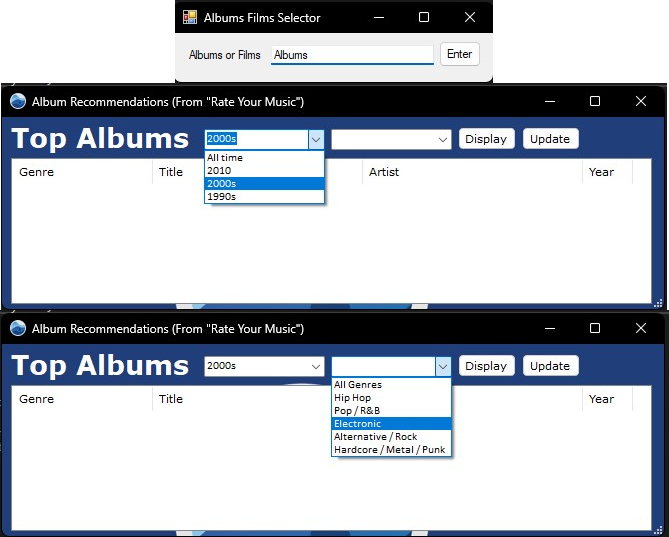 Albums Films Selector
Albums or Films Albums Enter
Album Recommendations (From "Rate Your Music")
Top Albums 2000s Display Update
All time
2010
2000s
1990s
Genre Title Artist Year
Album Recommendations (From "Rate Your Music")
Top Albums 2000s Display Update
All Genres
Hip Hop
Pop / R&B
Electronic
Alternative / Rock
Hardcore / Metal / Punk
Genre Title Year